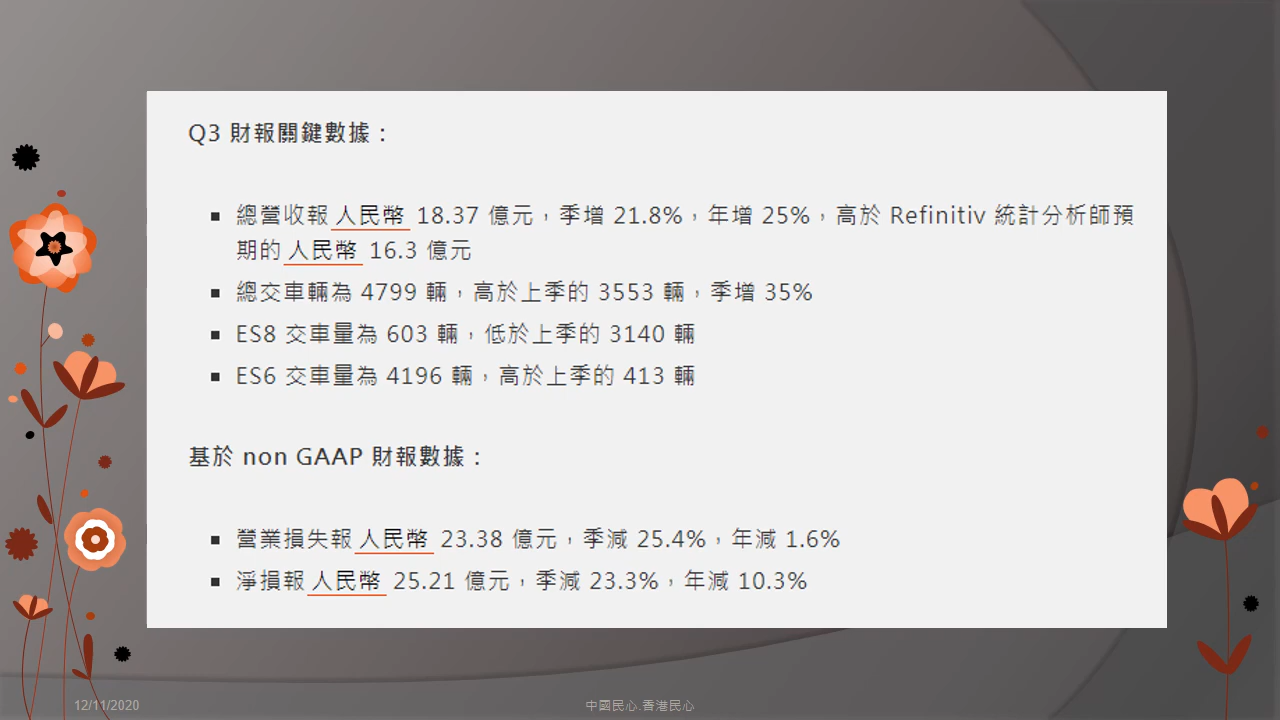 Q3 財報關鍵數據：
▪ 總營收報 人民幣 18.37 億元，季增 21.8%，年增 25%，高於 Refinitiv 統計分析師預
期的 人民幣 16.3 億元
▪ 總交車輛為 4799 輛，高於上季的 3553 輛，季增 35%
▪ ES8 交車量為 603 輛，低於上季的 3140 輛
▪ ES6 交車量為 4196 輛，高於上季的 413 輛
基於 non GAAP 財報數據：
▪ 營業損失報 人民幣 23.38 億元，季減 25.4%，年減 1.6%
▪ 淨損報 人民幣 25.21 億元，季減 23.3%，年減 10.3%
12/11/2020
中國民心.香港民心